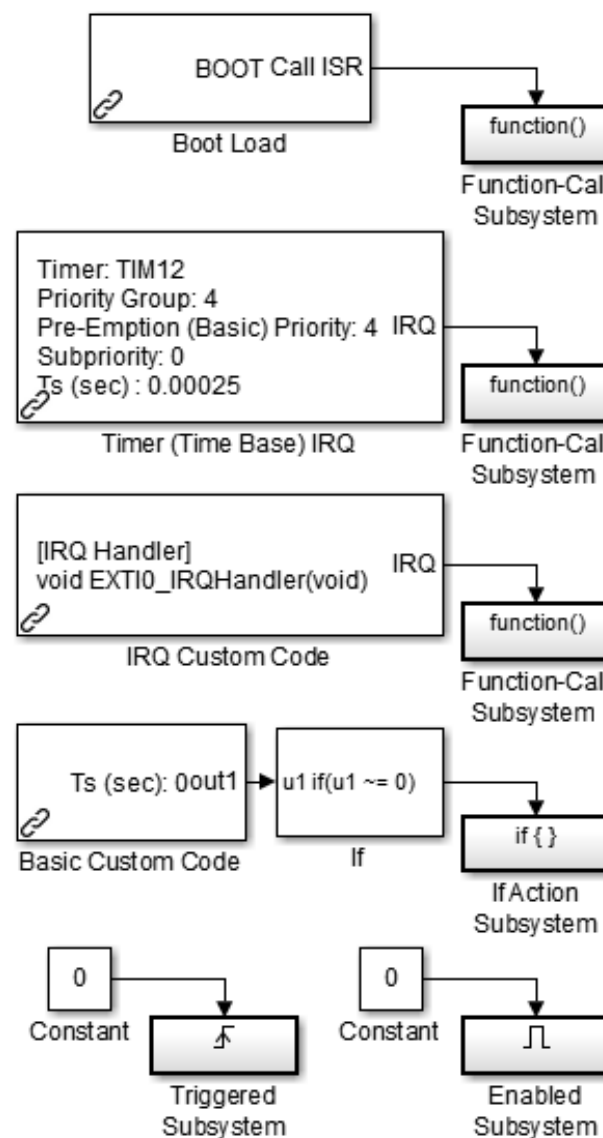 BOOT Call ISR
Boot Load
function()
Function-Cal
Subsystem
Timer: TIM12
Priority Group: 4
Pre-Emption (Basic) Priority: 4 IRQ
Subpriority: 0
Ts (sec) : 0.00025
Timer (Time Base) IRQ
function()
Function-Cal
Subsystem
[IRQ Handler]
void EXTI0_IRQHandler(void)
IRQ
IRQ Custom Code
function()
Function-Cal
Subsystem
Ts (sec): 0out1
Basic Custom Code
u1 if(u1 ~= 0)
If
if { }
If Action
Subsystem
0
Constant
Triggered
Subsystem
0
Constant
Enabled
Subsystem